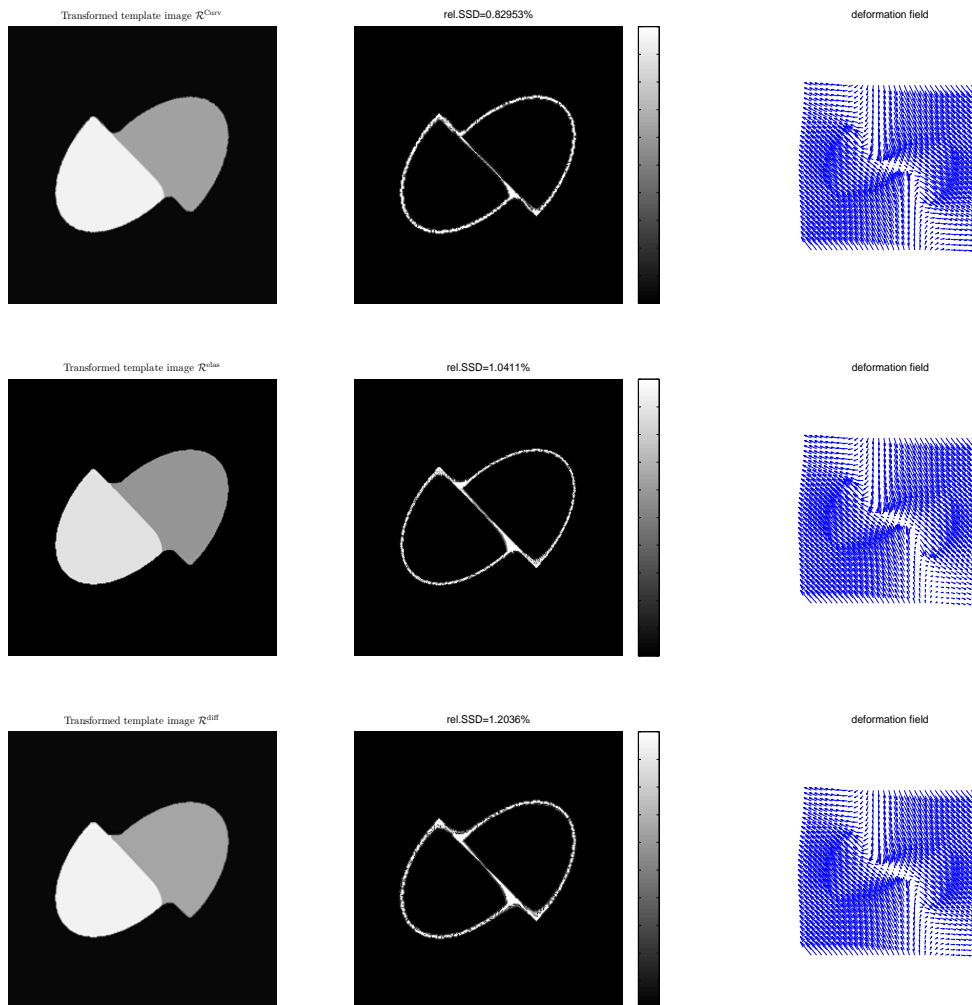 Transformed template image R^Curv
rel.SSD=0.82953%
deformation field
Transformed template image R^elas
rel.SSD=1.0411%
deformation field
Transformed template image R^diff
rel.SSD=1.2036%
deformation field